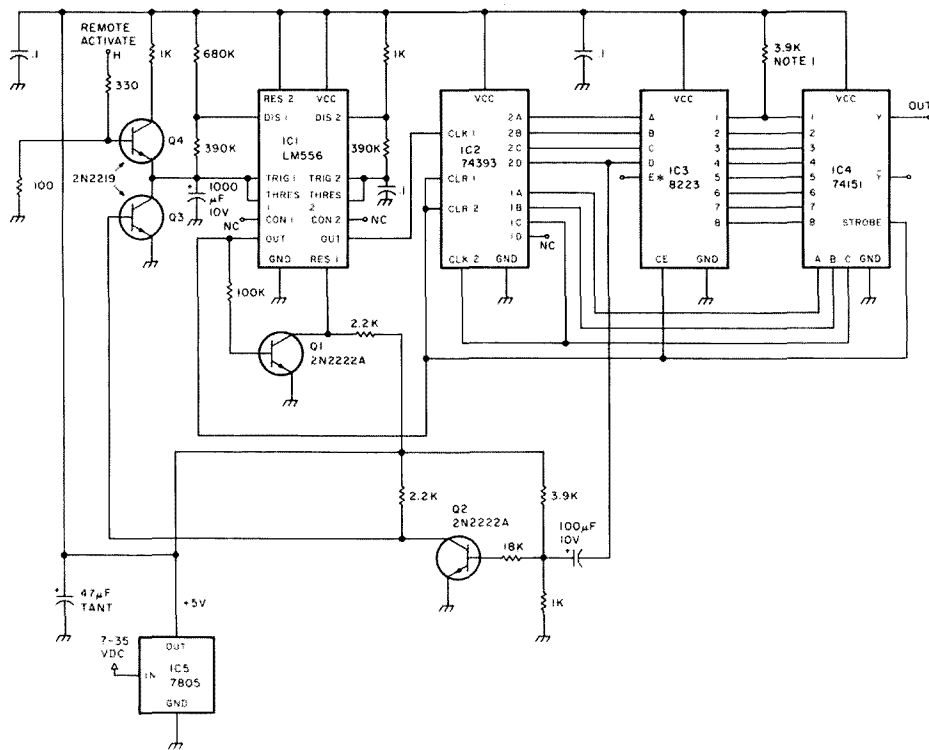 REMOTE
ACTIVATE
H
330
.1
1K
680K
390K
100
2N2219
Q4
Q3
+
1000
µF
10V
NC
RES 2
VCC
DIS 1
DIS 2
IC1
LM556
TRIG 1
TRIG 2
THRES
1
THRES
2
CON 1
CON 2
OUT
OUT
GND
RES 1
1K
390K
.1
NC
100K
Q1
2N2222A
2.2K
VCC
CLK 1
IC2
74393
CLR 1
CLR 2
CLK 2
2A
2B
2C
2D
1A
1B
1C
1D
GND
NC
.1
VCC
A
B
C
D
E*
IC3
8223
1
2
3
4
5
6
7
8
CE
GND
3.9K
NOTE 1
VCC
1
2
3
4
5
6
7
8
IC4
74151
Y
Y̅
STROBE
A
B
C
GND
OUT
2.2K
Q2
2N2222A
3.9K
100µF
10V
+
18K
1K
+
47µF
TANT
+5V
7-35
VDC
OUT
IN
IC5
7805
GND